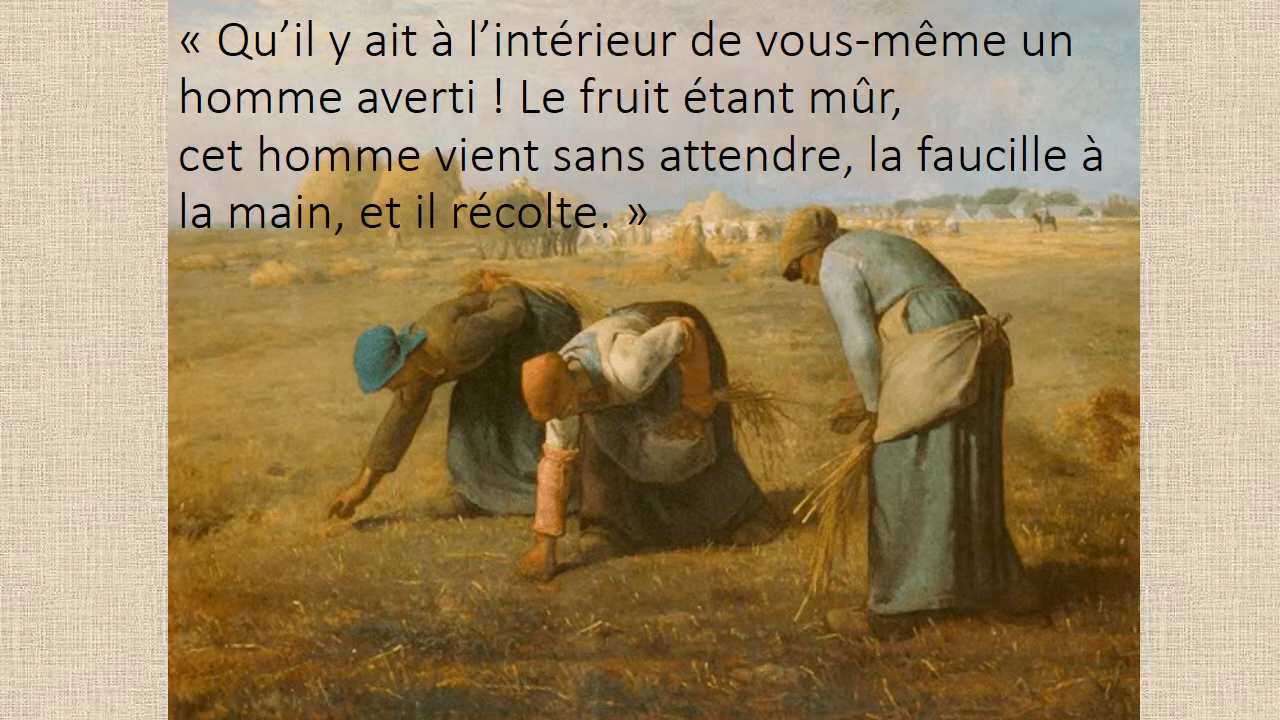 « Qu’il y ait à l’intérieur de vous-même un
homme averti ! Le fruit étant mûr,
cet homme vient sans attendre, la faucille à
la main, et il récolte. »